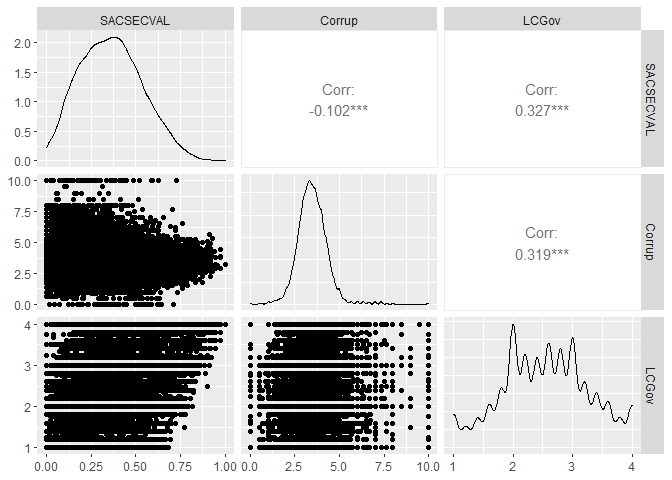 SACSECVAL Corrup LCGov
2.0
1.5
1.0
0.5
0.0
Corr:
-0.102***
Corr:
0.327***
SACSECVAL
10.0
7.5
5.0
2.5
0.0
Corr:
0.319***
Corrup
4
3
2
1
LCGov
0.00 0.25 0.50 0.75 1.00 0.0 2.5 5.0 7.5 10.0 1 2 3 4